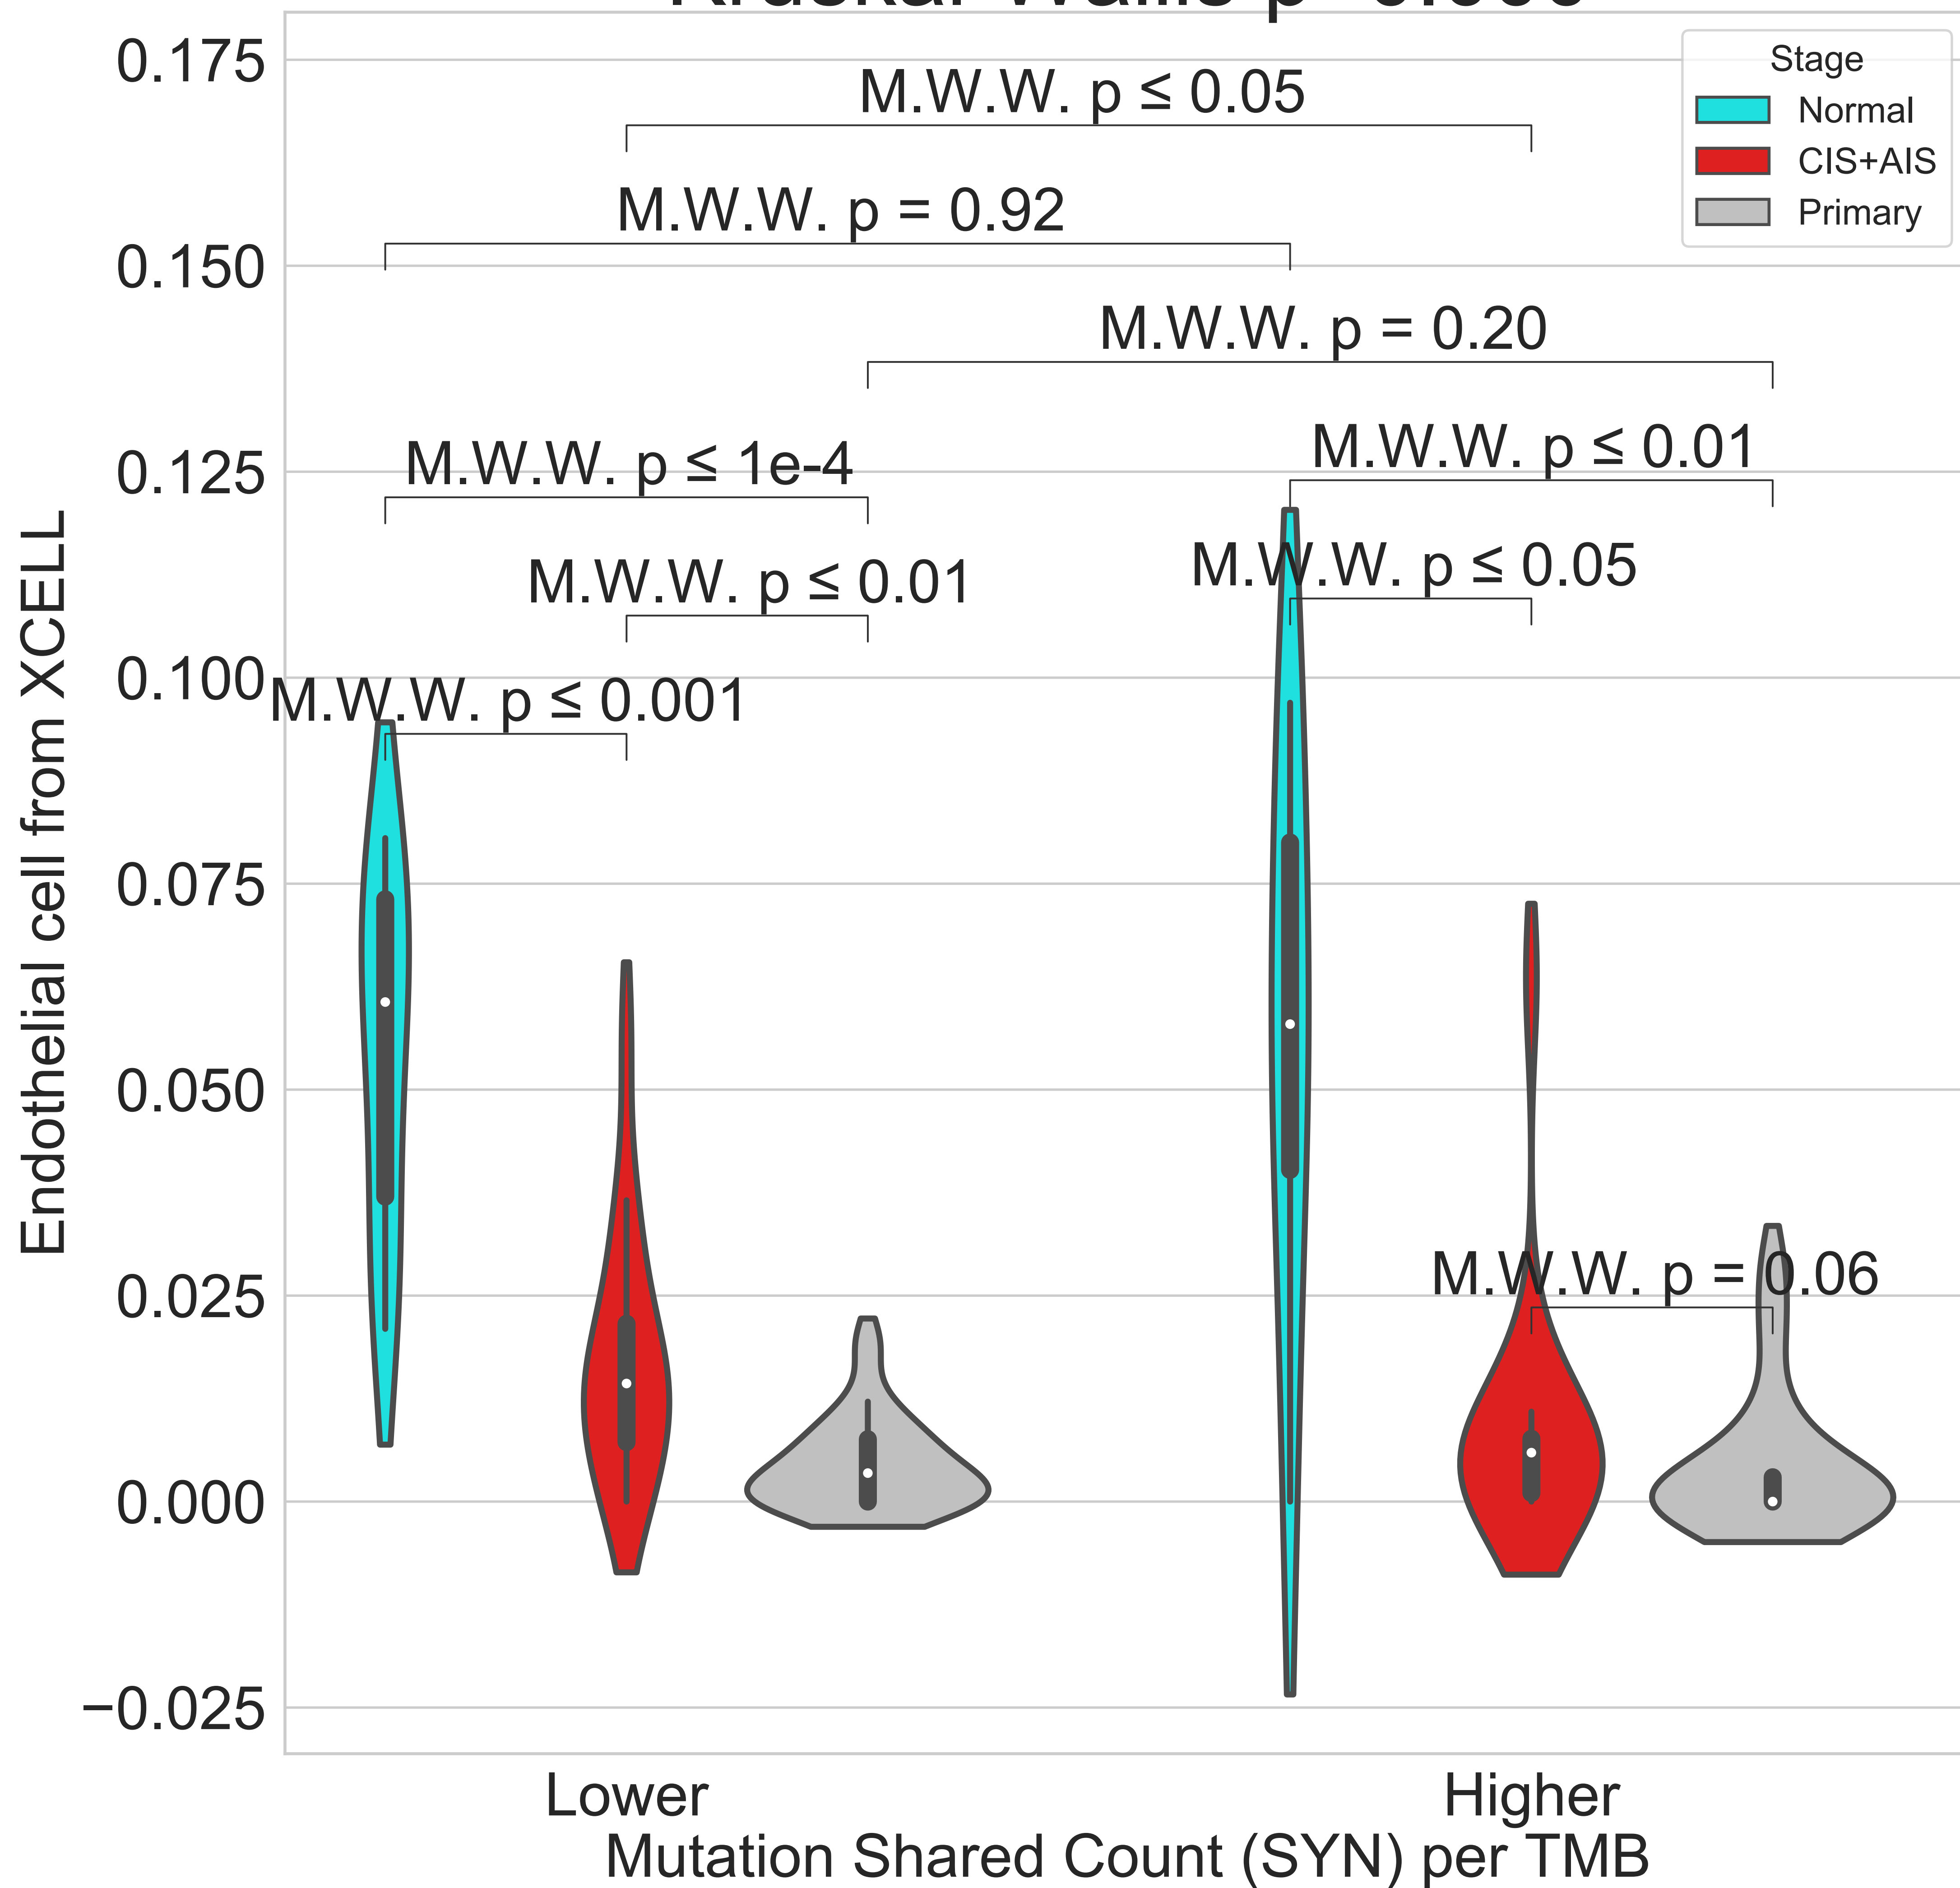 0.175
0.150
0.125
0.100
0.075
0.050
0.025
0.000
−0.025
Endothelial cell from XCELL
M.W.W. p ≤ 0.05
M.W.W. p = 0.92
M.W.W. p = 0.20
M.W.W. p ≤ 1e-4
M.W.W. p ≤ 0.01
M.W.W. p ≤ 0.01
M.W.W. p ≤ 0.05
M.W.W. p ≤ 0.001
M.W.W. p = 0.06
Stage
Normal
CIS+AIS
Primary
Lower
Higher
Mutation Shared Count (SYN) per TMB